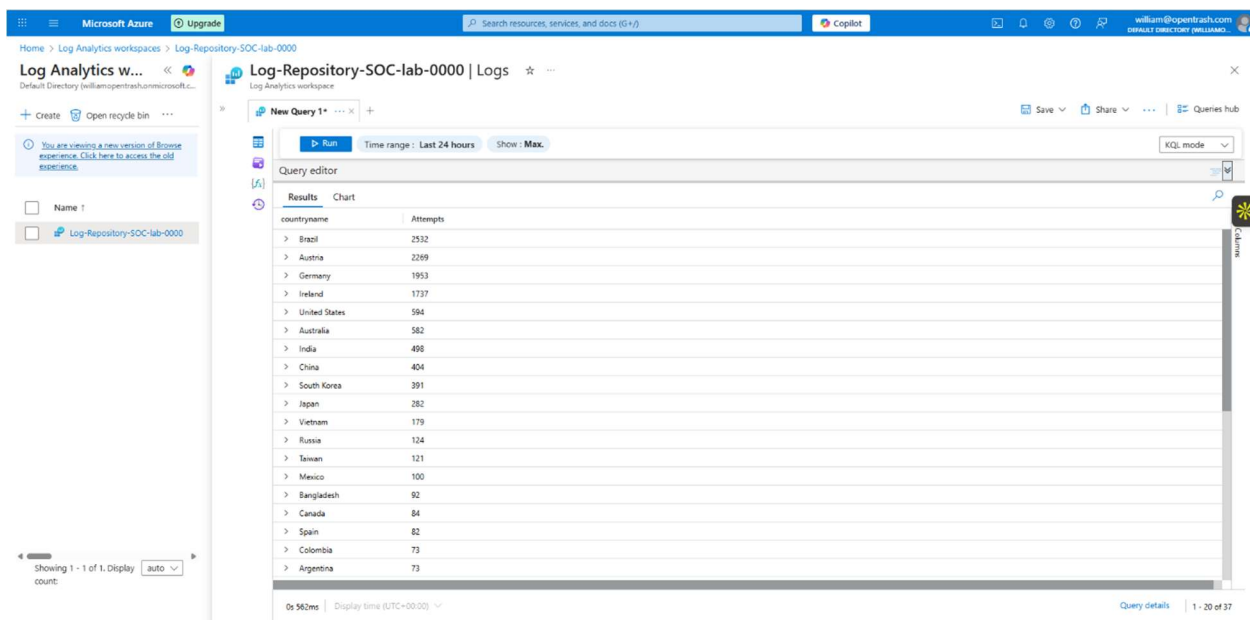 Microsoft Azure
Upgrade
Search resources, services, and docs (G+/)
Copilot
william@opentrash.com
DEFAULT DIRECTORY (WILLIAMO...
Home > Log Analytics workspaces > Log-Repository-SOC-lab-0000
Log Analytics w... «
Default Directory (williamopentrash.onmicrosoft.c...
+ Create Open recycle bin ...
You are viewing a new version of Browse
experience. Click here to access the old
experience.
Name ↑
Log-Repository-SOC-lab-0000
Showing 1 - 1 of 1. Display auto
count:
Log-Repository-SOC-lab-0000 | Logs ...
Log Analytics workspace
» New Query 1* ... × +
Save Share ... Queries hub
Run Time range : Last 24 hours Show : Max. KQL mode
Query editor
Results Chart
countryname Attempts
> Brazil 2532
> Austria 2269
> Germany 1953
> Ireland 1737
> United States 594
> Australia 582
> India 498
> China 404
> South Korea 391
> Japan 282
> Vietnam 179
> Russia 124
> Taiwan 121
> Mexico 100
> Bangladesh 92
> Canada 84
> Spain 82
> Colombia 73
> Argentina 73
Columns
0s 562ms Display time (UTC+00:00) Query details 1 - 20 of 37